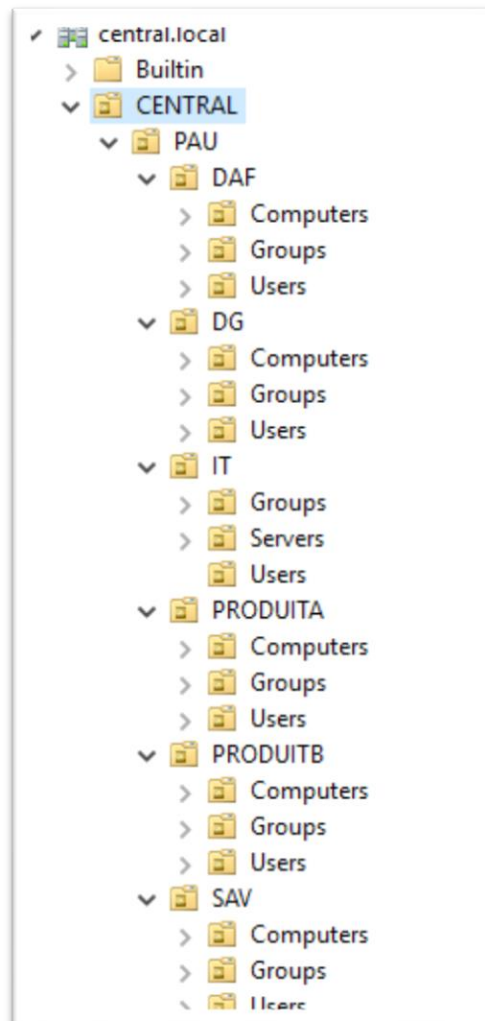 central.local
Builtin
CENTRAL
PAU
DAF
Computers
Groups
Users
DG
Computers
Groups
Users
IT
Groups
Servers
Users
PRODUITA
Computers
Groups
Users
PRODUITB
Computers
Groups
Users
SAV
Computers
Groups
Users